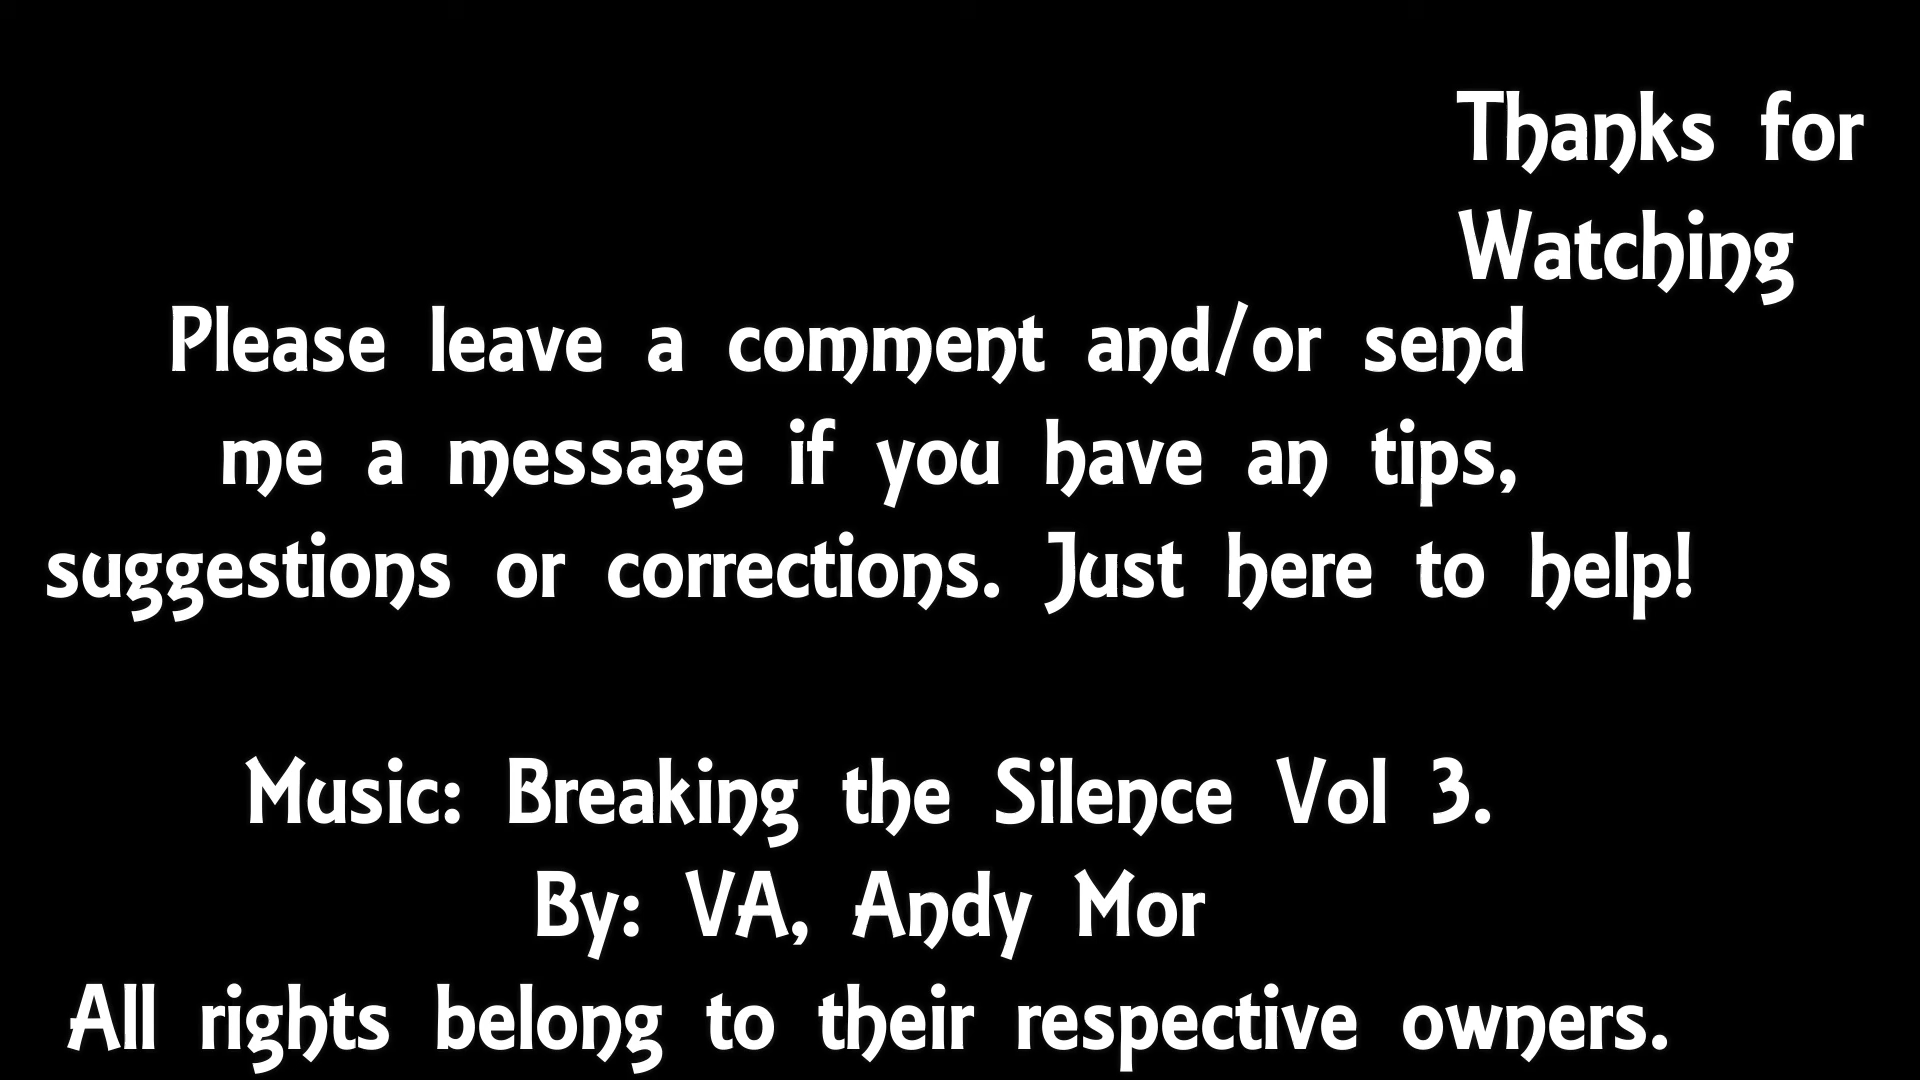 Thanks for
Watching
Please leave a comment and/or send
me a message if you have an tips,
suggestions or corrections. Just here to help!
Music: Breaking the Silence Vol 3.
By: VA, Andy Mor
All rights belong to their respective owners.